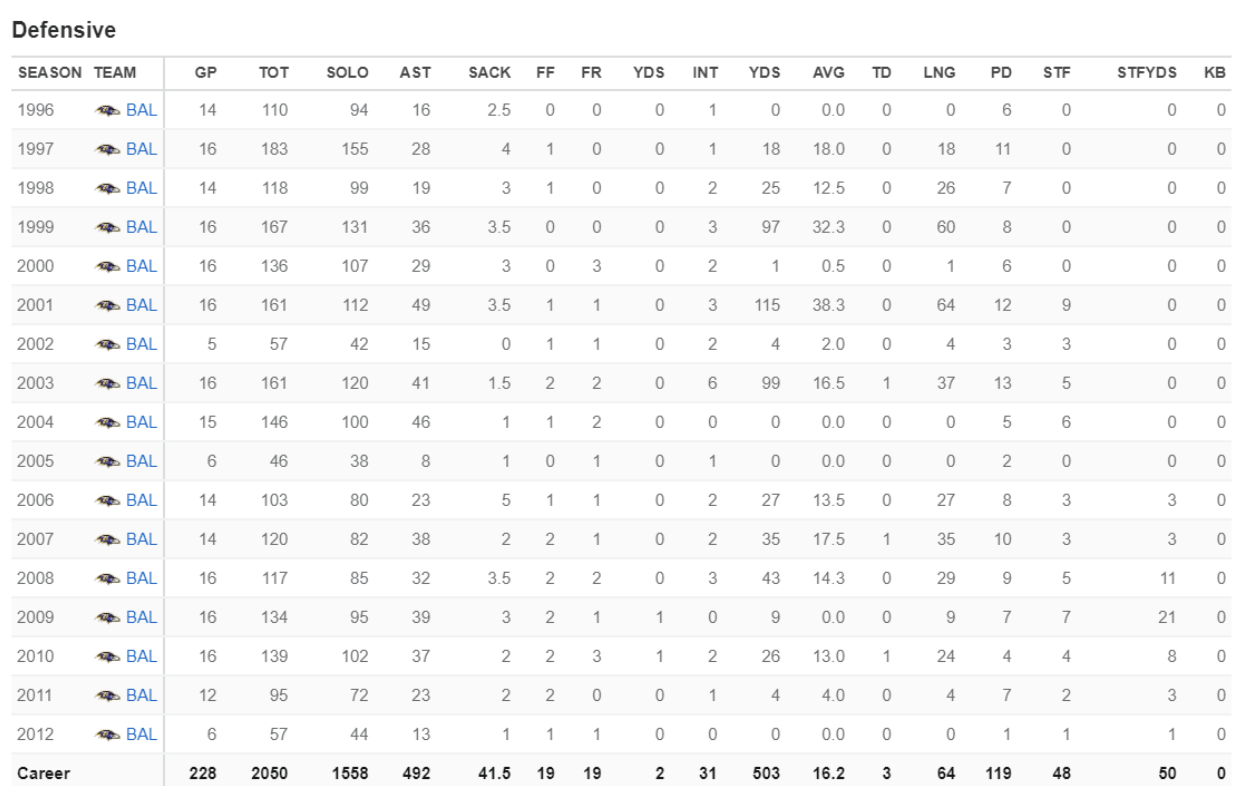 Defensive
SEASON TEAM GP TOT SOLO AST SACK FF FR YDS INT YDS AVG TD LNG PD STF STFYDS KB
1996 BAL 14 110 94 16 2.5 0 0 0 1 0 0.0 0 0 6 0 0 0
1997 BAL 16 183 155 28 4 1 0 0 1 18 18.0 0 18 11 0 0 0
1998 BAL 14 118 99 19 3 1 0 0 2 25 12.5 0 26 7 0 0 0
1999 BAL 16 167 131 36 3.5 0 0 0 3 97 32.3 0 60 8 0 0 0
2000 BAL 16 136 107 29 3 0 3 0 2 1 0.5 0 1 6 0 0 0
2001 BAL 16 161 112 49 3.5 1 1 0 3 115 38.3 0 64 12 9 0 0
2002 BAL 5 57 42 15 0 1 1 0 2 4 2.0 0 4 3 3 0 0
2003 BAL 16 161 120 41 1.5 2 2 0 6 99 16.5 1 37 13 5 0 0
2004 BAL 15 146 100 46 1 1 2 0 0 0 0.0 0 0 5 6 0 0
2005 BAL 6 46 38 8 1 0 1 0 1 0 0.0 0 0 2 0 0 0
2006 BAL 14 103 80 23 5 1 1 0 2 27 13.5 0 27 8 3 3 0
2007 BAL 14 120 82 38 2 2 1 0 2 35 17.5 1 35 10 3 3 0
2008 BAL 16 117 85 32 3.5 2 2 0 3 43 14.3 0 29 9 5 11 0
2009 BAL 16 134 95 39 3 2 1 1 0 9 0.0 0 9 7 7 21 0
2010 BAL 16 139 102 37 2 2 3 1 2 26 13.0 1 24 4 4 8 0
2011 BAL 12 95 72 23 2 2 0 0 1 4 4.0 0 4 7 2 3 0
2012 BAL 6 57 44 13 1 1 1 0 0 0 0.0 0 0 1 1 1 0
Career 228 2050 1558 492 41.5 19 19 2 31 503 16.2 3 64 119 48 50 0